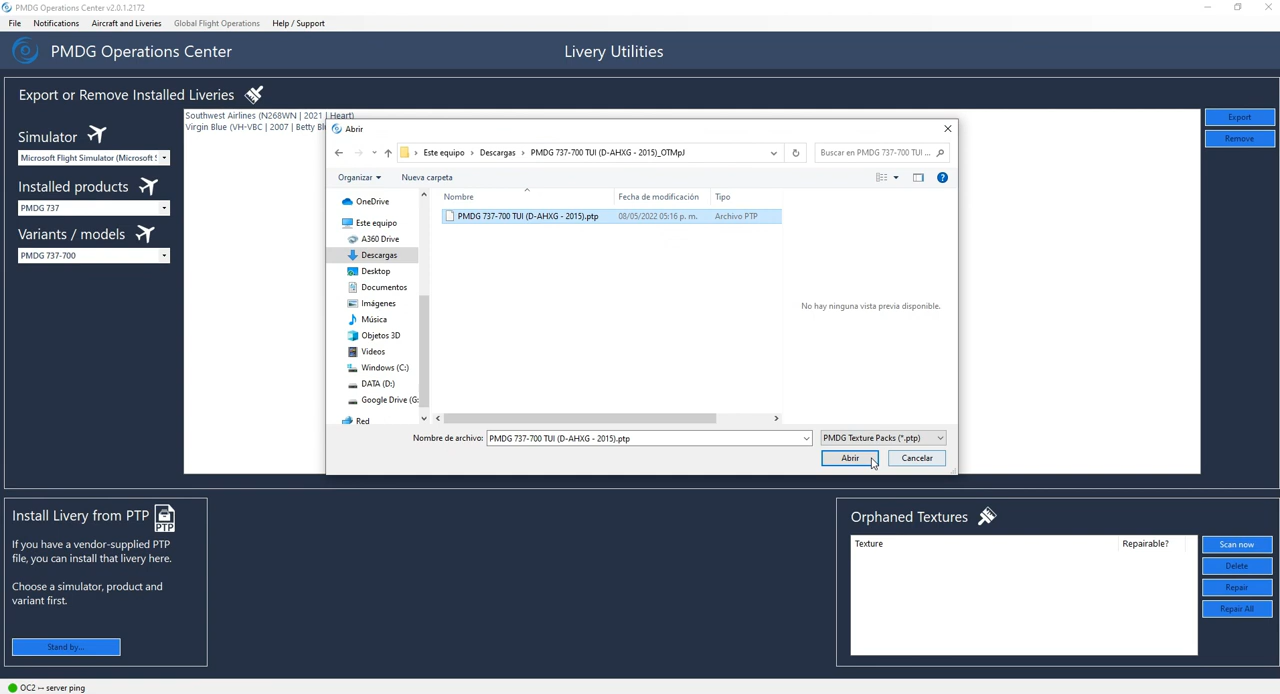 PMDG Operations Center v2.0.1.2172
File Notifications Aircraft and Liveries Global Flight Operations Help / Support
PMDG Operations Center
Livery Utilities
Export or Remove Installed Liveries
Simulator
Microsoft Flight Simulator (Microsoft S
Installed products
PMDG 737
Variants / models
PMDG 737-700
Southwest Airlines (N268WN | 2021 | Heart)
Virgin Blue (VH-VBC | 2007 | Betty Bl
Export
Remove
Abrir
Este equipo › Descargas › PMDG 737-700 TUI (D-AHXG - 2015)_OTMpJ
Buscar en PMDG 737-700 TUI ...
Organizar
Nueva carpeta
OneDrive
Este equipo
A360 Drive
Descargas
Desktop
Documentos
Imágenes
Música
Objetos 3D
Videos
Windows (C:)
DATA (D:)
Google Drive (G:
Red
Nombre Fecha de modificación Tipo
PMDG 737-700 TUI (D-AHXG - 2015).ptp 08/05/2022 05:16 p. m. Archivo PTP
No hay ninguna vista previa disponible.
Nombre de archivo: PMDG 737-700 TUI (D-AHXG - 2015).ptp
PMDG Texture Packs (*.ptp)
Abrir
Cancelar
Install Livery from PTP
PTP
If you have a vendor-supplied PTP
file, you can install that livery here.
Choose a simulator, product and
variant first.
Stand by...
Orphaned Textures
Texture Repairable?
Scan now
Delete
Repair
Repair All
OC2 ↔ server ping